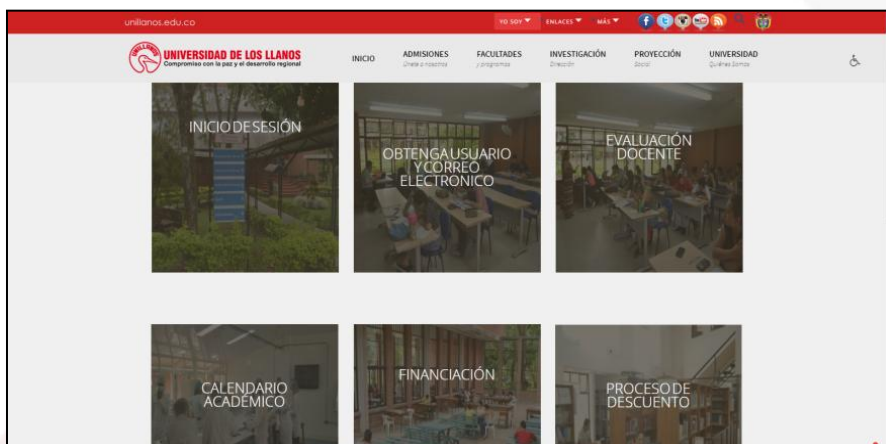 unillanos.edu.co
YO SOY ENLACES MÁS
UNILLANOS
UNIVERSIDAD DE LOS LLANOS
Compromiso con la paz y el desarrollo regional
INICIO
ADMISIONES
Únete a nosotros
FACULTADES
y programas
INVESTIGACIÓN
Dirección
PROYECCIÓN
Social
UNIVERSIDAD
Quiénes Somos
INICIO DE SESIÓN
OBTENGA USUARIO
Y CORREO
ELECTRONICO
EVALUACIÓN
DOCENTE
CALENDARIO
ACADÉMICO
FINANCIACIÓN
PROCESO DE
DESCUENTO